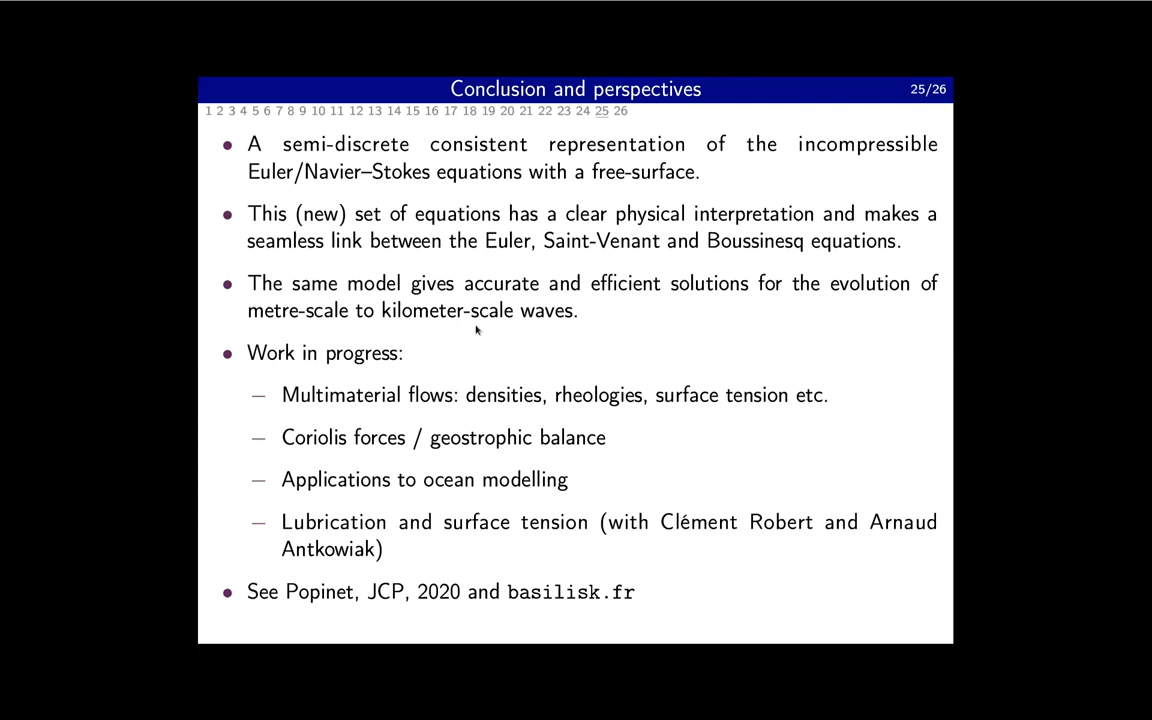 Conclusion and perspectives 25/26
1 2 3 4 5 6 7 8 9 10 11 12 13 14 15 16 17 18 19 20 21 22 23 24 25 26
• A semi-discrete consistent representation of the incompressible
Euler/Navier–Stokes equations with a free-surface.
• This (new) set of equations has a clear physical interpretation and makes a
seamless link between the Euler, Saint-Venant and Boussinesq equations.
• The same model gives accurate and efficient solutions for the evolution of
metre-scale to kilometer-scale waves.
• Work in progress:
– Multimaterial flows: densities, rheologies, surface tension etc.
– Coriolis forces / geostrophic balance
– Applications to ocean modelling
– Lubrication and surface tension (with Clément Robert and Arnaud
Antkowiak)
• See Popinet, JCP, 2020 and basilisk.fr